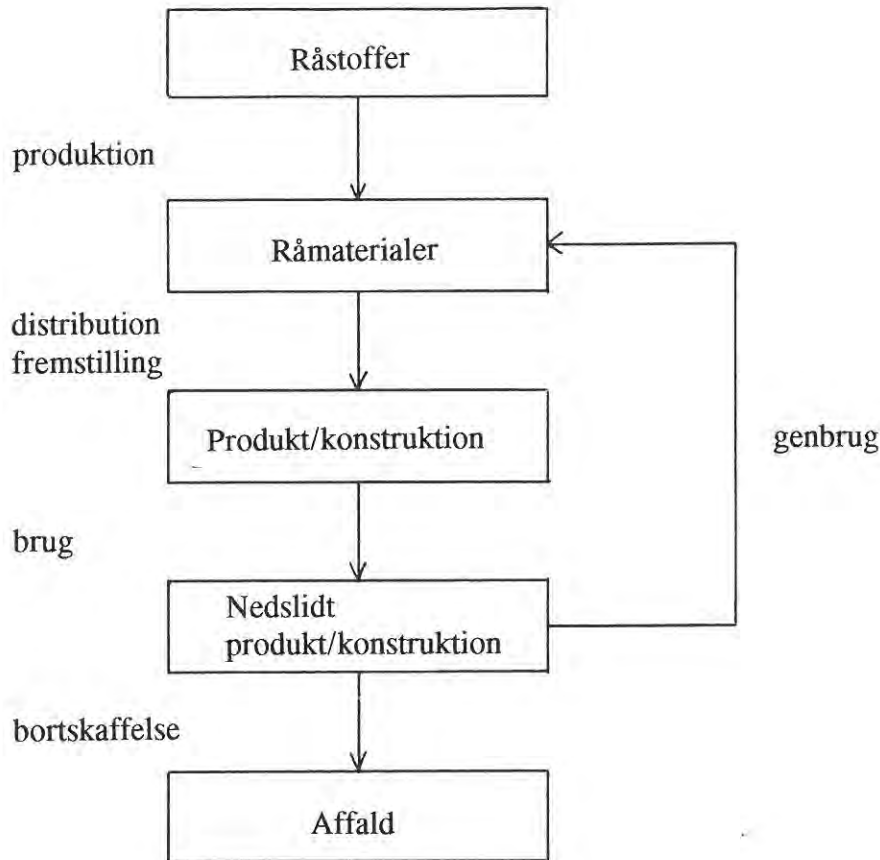 Råstoffer
produktion
Råmaterialer
distribution
fremstilling
Produkt/konstruktion
genbrug
brug
Nedslidt
produkt/konstruktion
bortskaffelse
Affald